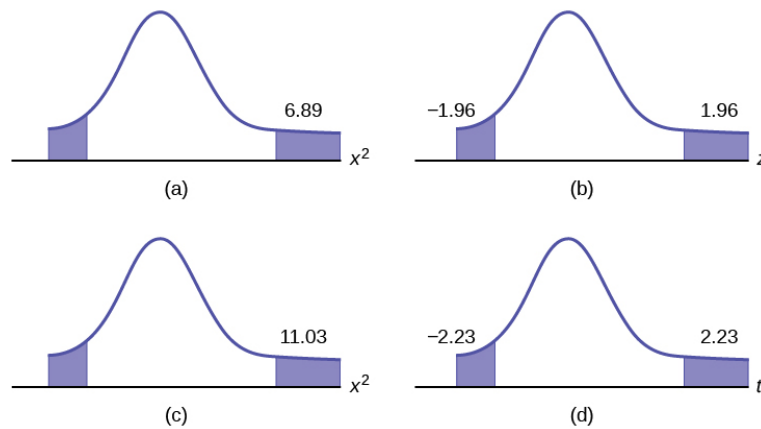 6.89
x²
(a)
−1.96 1.96
z
(b)
11.03
x²
(c)
−2.23 2.23
t
(d)